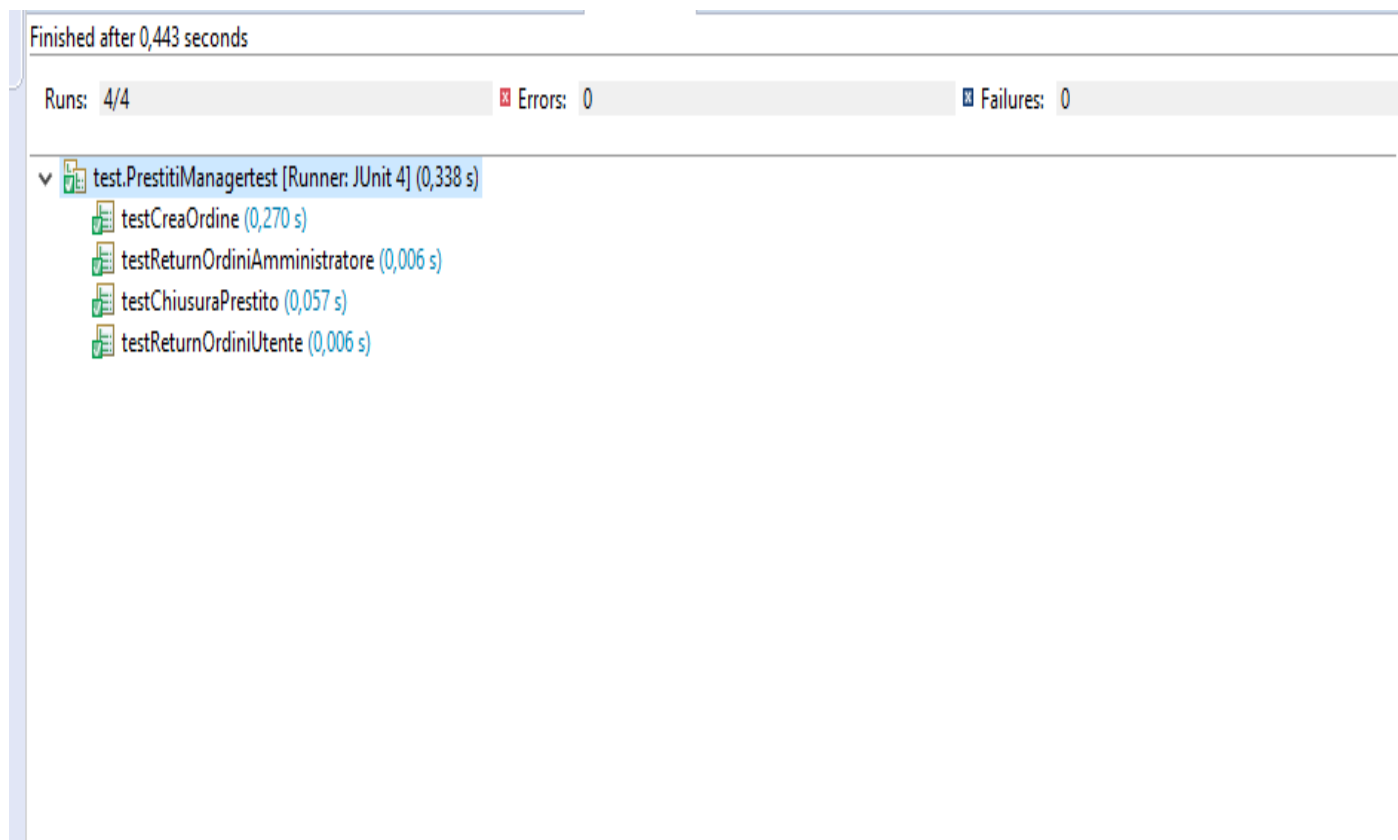 Finished after 0,443 seconds
Runs: 4/4 Errors: 0 Failures: 0
test.PrestitiManagertest [Runner: JUnit 4] (0,338 s)
testCreaOrdine (0,270 s)
testReturnOrdiniAmministratore (0,006 s)
testChiusuraPrestito (0,057 s)
testReturnOrdiniUtente (0,006 s)